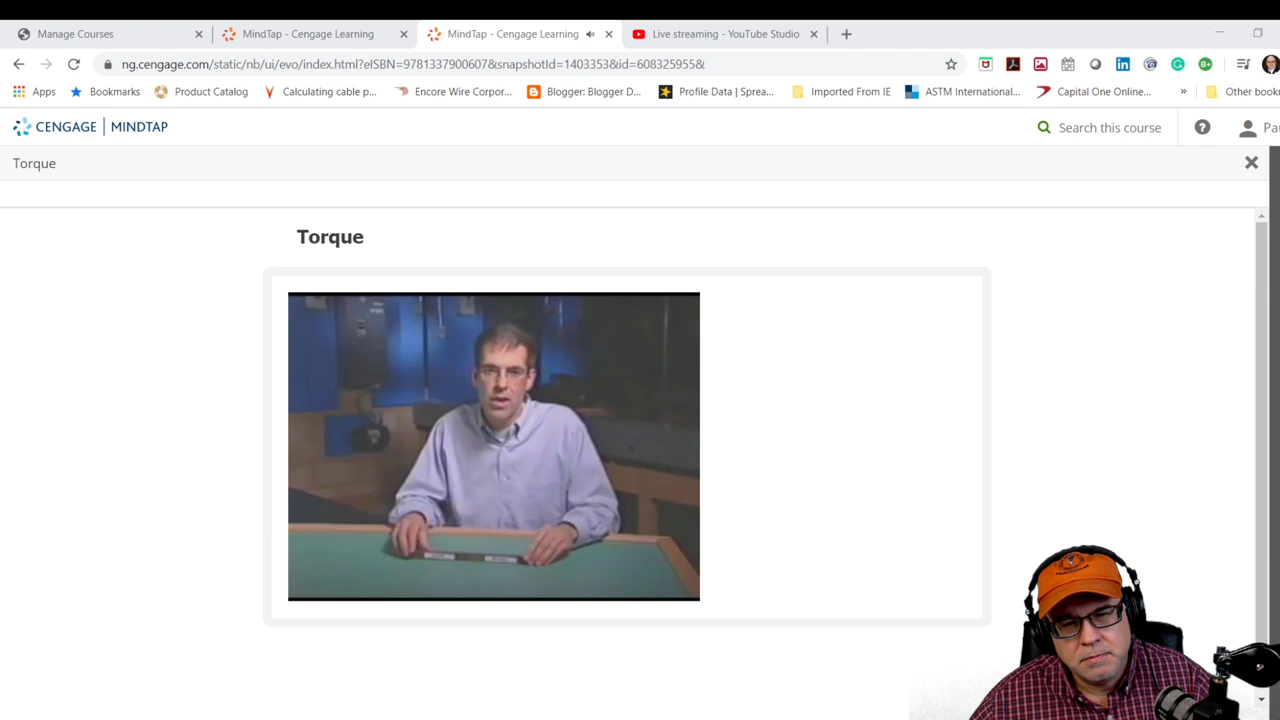 Manage Courses
MindTap - Cengage Learning
MindTap - Cengage Learning
Live streaming - YouTube Studio
ng.cengage.com/static/nb/ui/evo/index.html?eISBN=9781337900607&snapshotId=1403353&id=608325955&
Apps
Bookmarks
Product Catalog
Calculating cable p...
Encore Wire Corpor...
Blogger: Blogger D...
Profile Data | Sprea...
Imported From IE
ASTM International...
Capital One Online...
»
Other book
CENGAGE | MINDTAP
Search this course
Pa
Torque
Torque